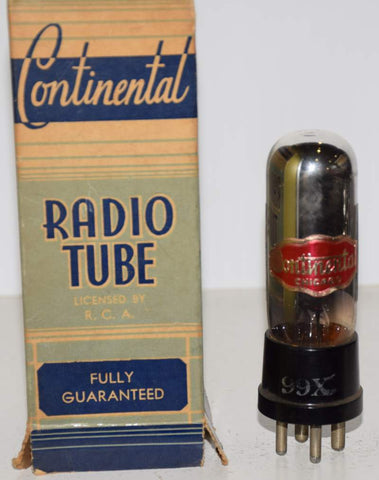 Continental
RADIO
TUBE
LICENSED BY
R. C. A.
FULLY
GUARANTEED
Continental
CHICAGO
99X